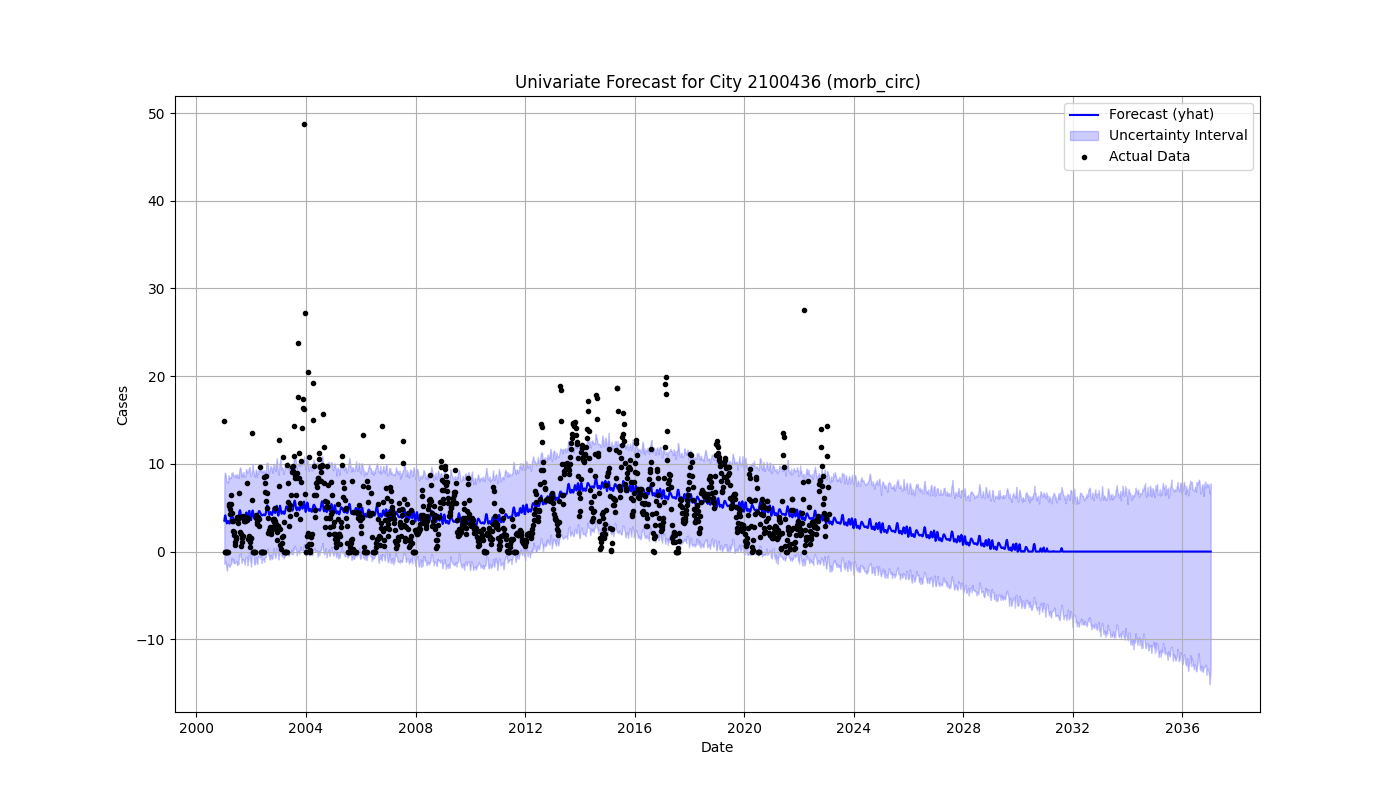 Univariate Forecast for City 2100436 (morb_circ)
Forecast (yhat)
Uncertainty Interval
Actual Data
Cases
50
40
30
20
10
0
−10
2000 2004 2008 2012 2016 2020 2024 2028 2032 2036
Date